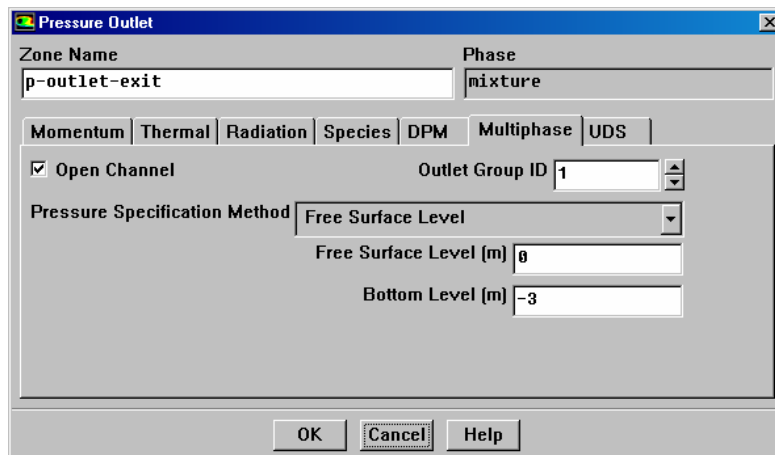 Pressure Outlet
Zone Name Phase
p-outlet-exit mixture
Momentum Thermal Radiation Species DPM Multiphase UDS
Open Channel Outlet Group ID 1
Pressure Specification Method Free Surface Level
Free Surface Level (m) 0
Bottom Level (m) -3
OK Cancel Help